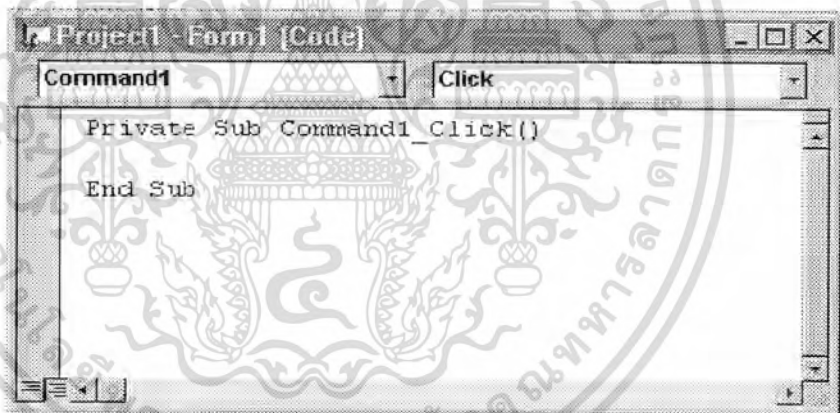 Project1 - Form1 (Code)
Command1 Click
Private Sub Command1_Click()
End Sub